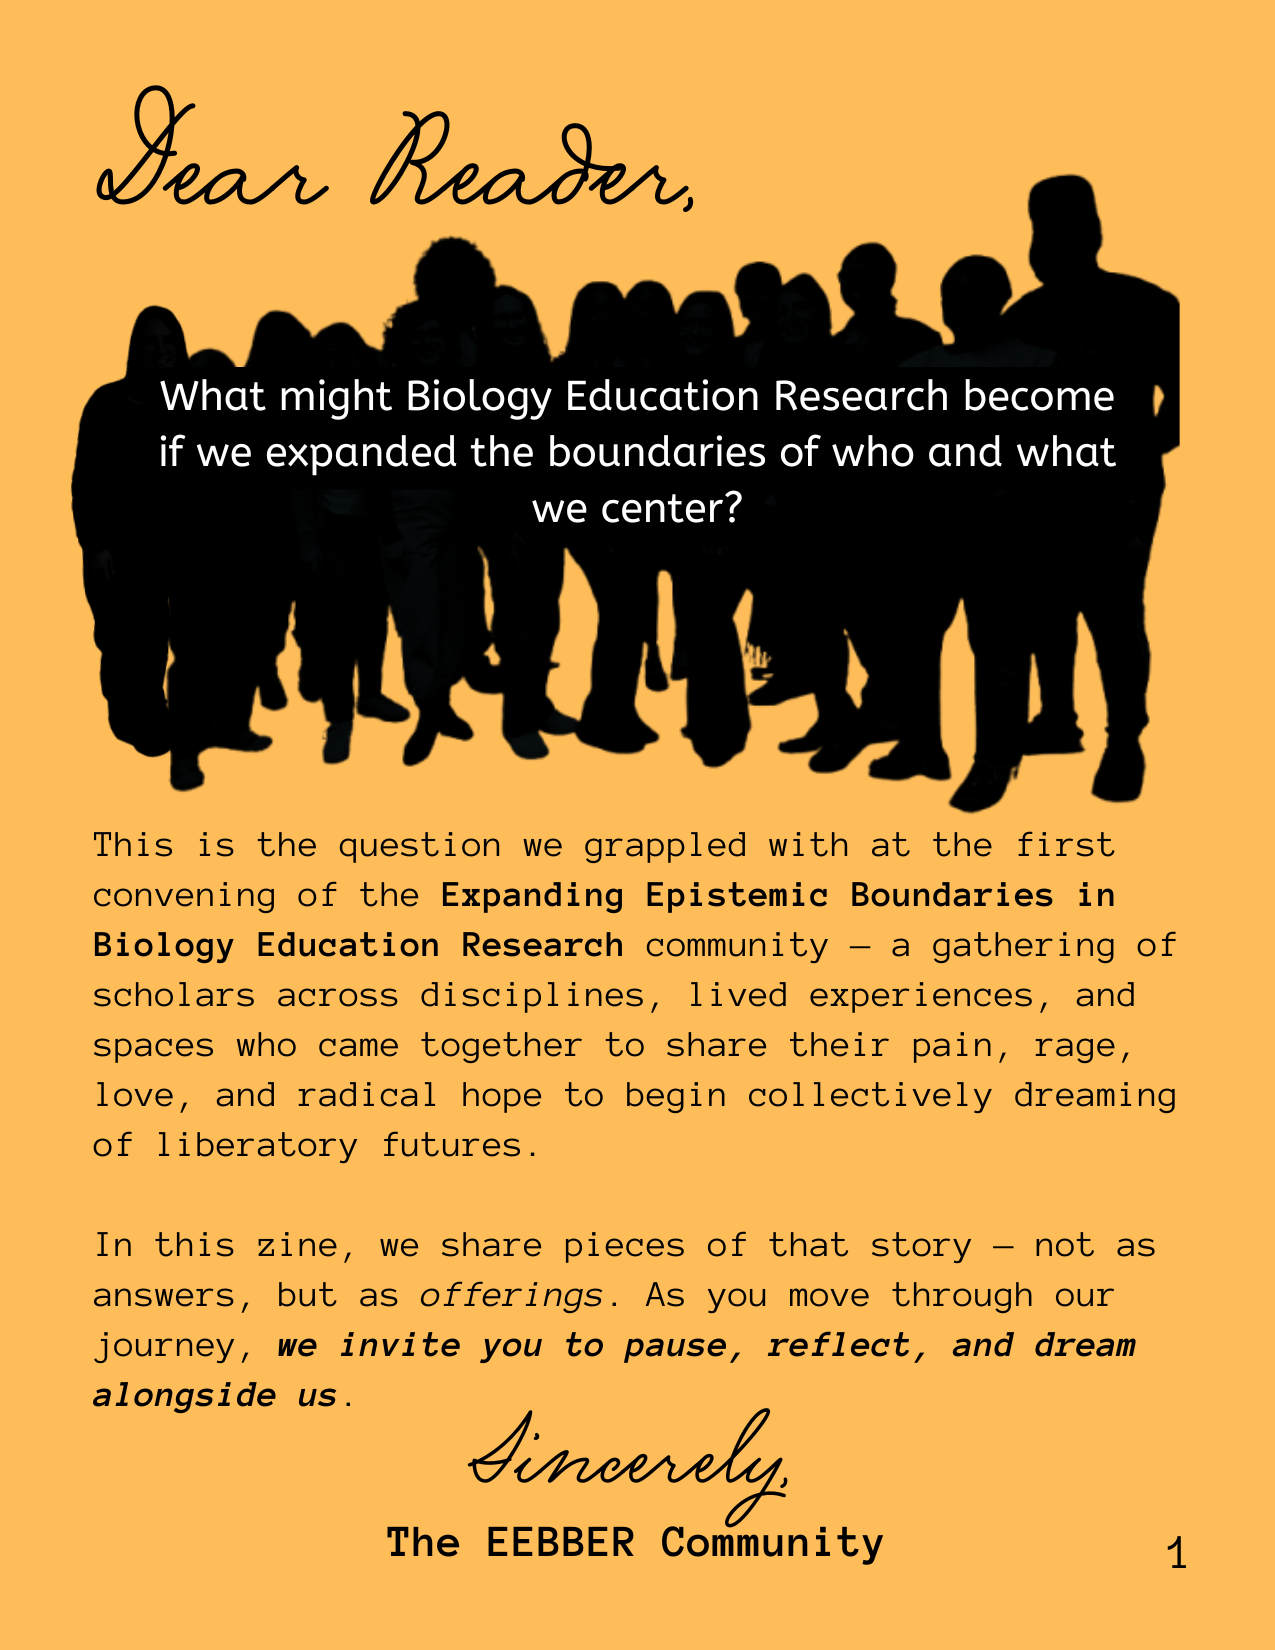 Dear Reader,
What might Biology Education Research become
if we expanded the boundaries of who and what
we center?
This is the question we grappled with at the first
convening of the Expanding Epistemic Boundaries in
Biology Education Research community — a gathering of
scholars across disciplines, lived experiences, and
spaces who came together to share their pain, rage,
love, and radical hope to begin collectively dreaming
of liberatory futures.
In this zine, we share pieces of that story — not as
answers, but as offerings. As you move through our
journey, we invite you to pause, reflect, and dream
alongside us.
Sincerely,
The EEBBER Community
1